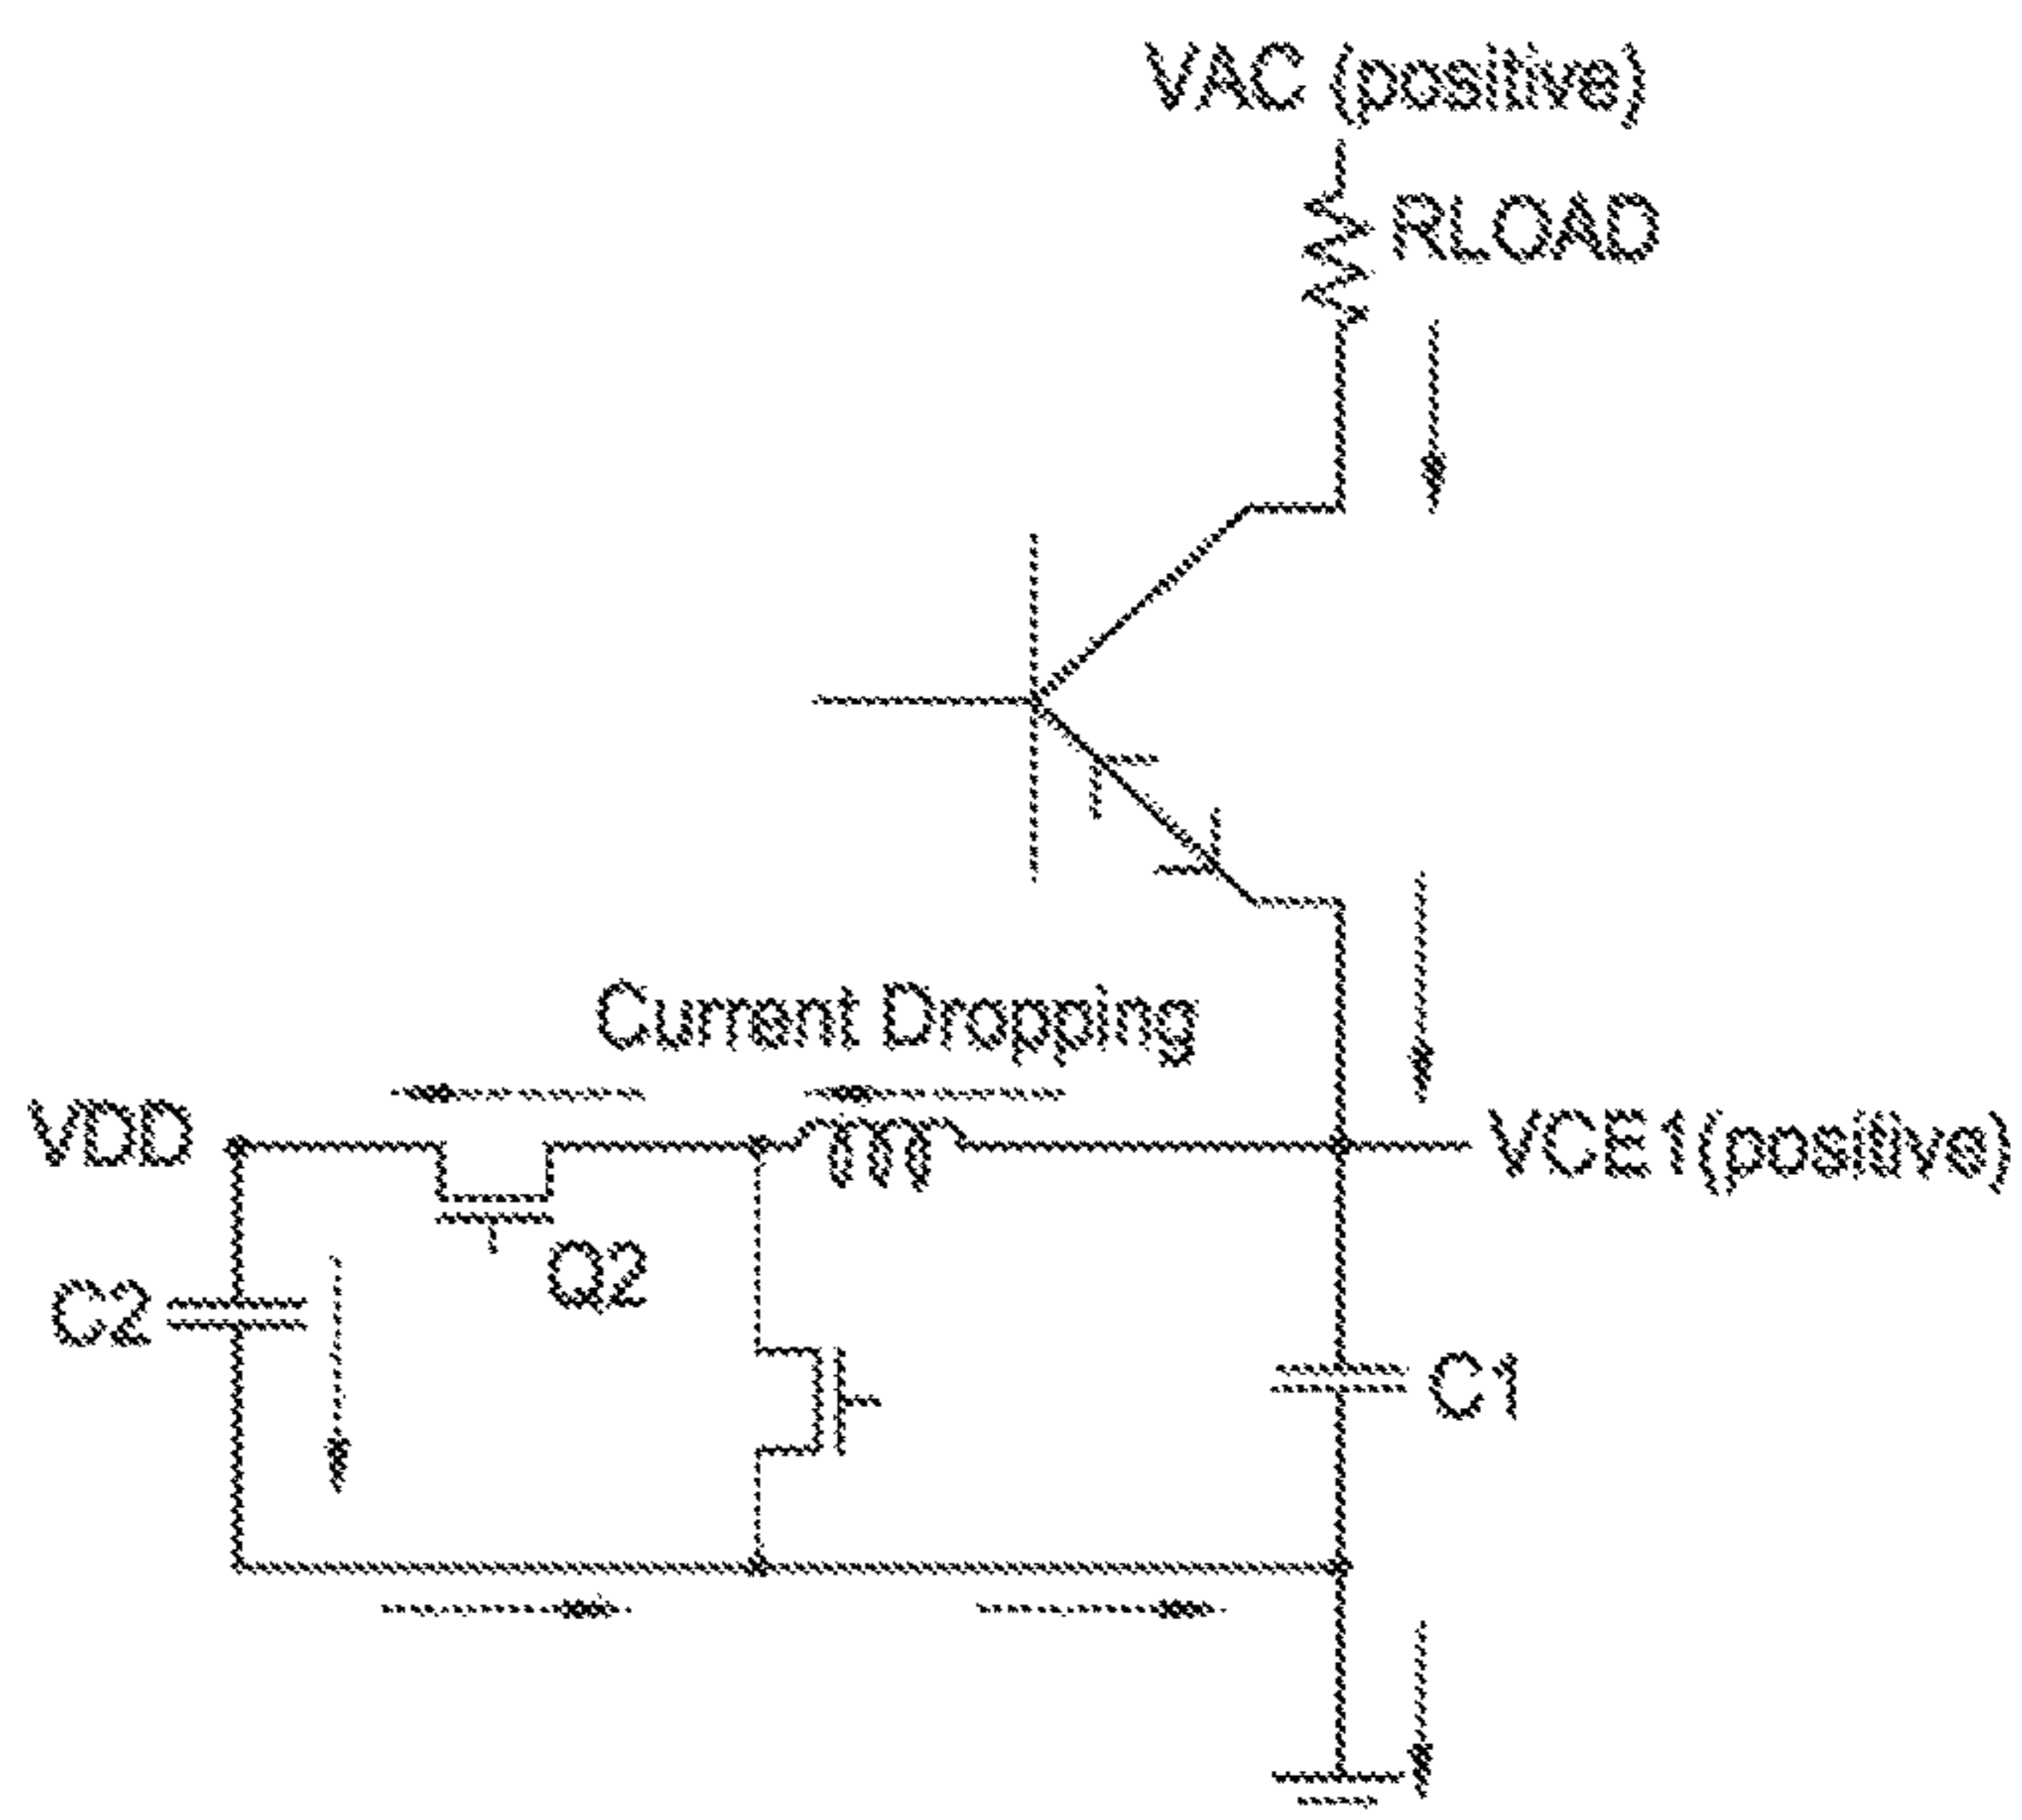 VAC (positive)
RLOAD
Current Dropping
VDD
VCE1(positive)
Q2
C2
C1